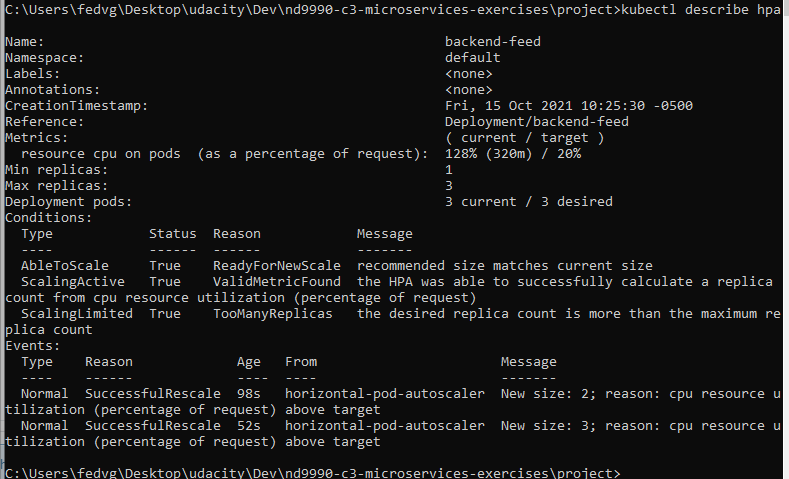 C:\Users\fedvg\Desktop\udacity\Dev\nd9990-c3-microservices-exercises\project>kubectl describe hpa
Name: backend-feed
Namespace: default
Labels: <none>
Annotations: <none>
CreationTimestamp: Fri, 15 Oct 2021 10:25:30 -0500
Reference: Deployment/backend-feed
Metrics: ( current / target )
resource cpu on pods (as a percentage of request): 128% (320m) / 20%
Min replicas: 1
Max replicas: 3
Deployment pods: 3 current / 3 desired
Conditions:
Type Status Reason Message
---- ------ ------ -------
AbleToScale True ReadyForNewScale recommended size matches current size
ScalingActive True ValidMetricFound the HPA was able to successfully calculate a replica
count from cpu resource utilization (percentage of request)
ScalingLimited True TooManyReplicas the desired replica count is more than the maximum re
plica count
Events:
Type Reason Age From Message
---- ------ ---- ---- -------
Normal SuccessfulRescale 98s horizontal-pod-autoscaler New size: 2; reason: cpu resource u
tilization (percentage of request) above target
Normal SuccessfulRescale 52s horizontal-pod-autoscaler New size: 3; reason: cpu resource u
tilization (percentage of request) above target
C:\Users\fedvg\Desktop\udacity\Dev\nd9990-c3-microservices-exercises\project>